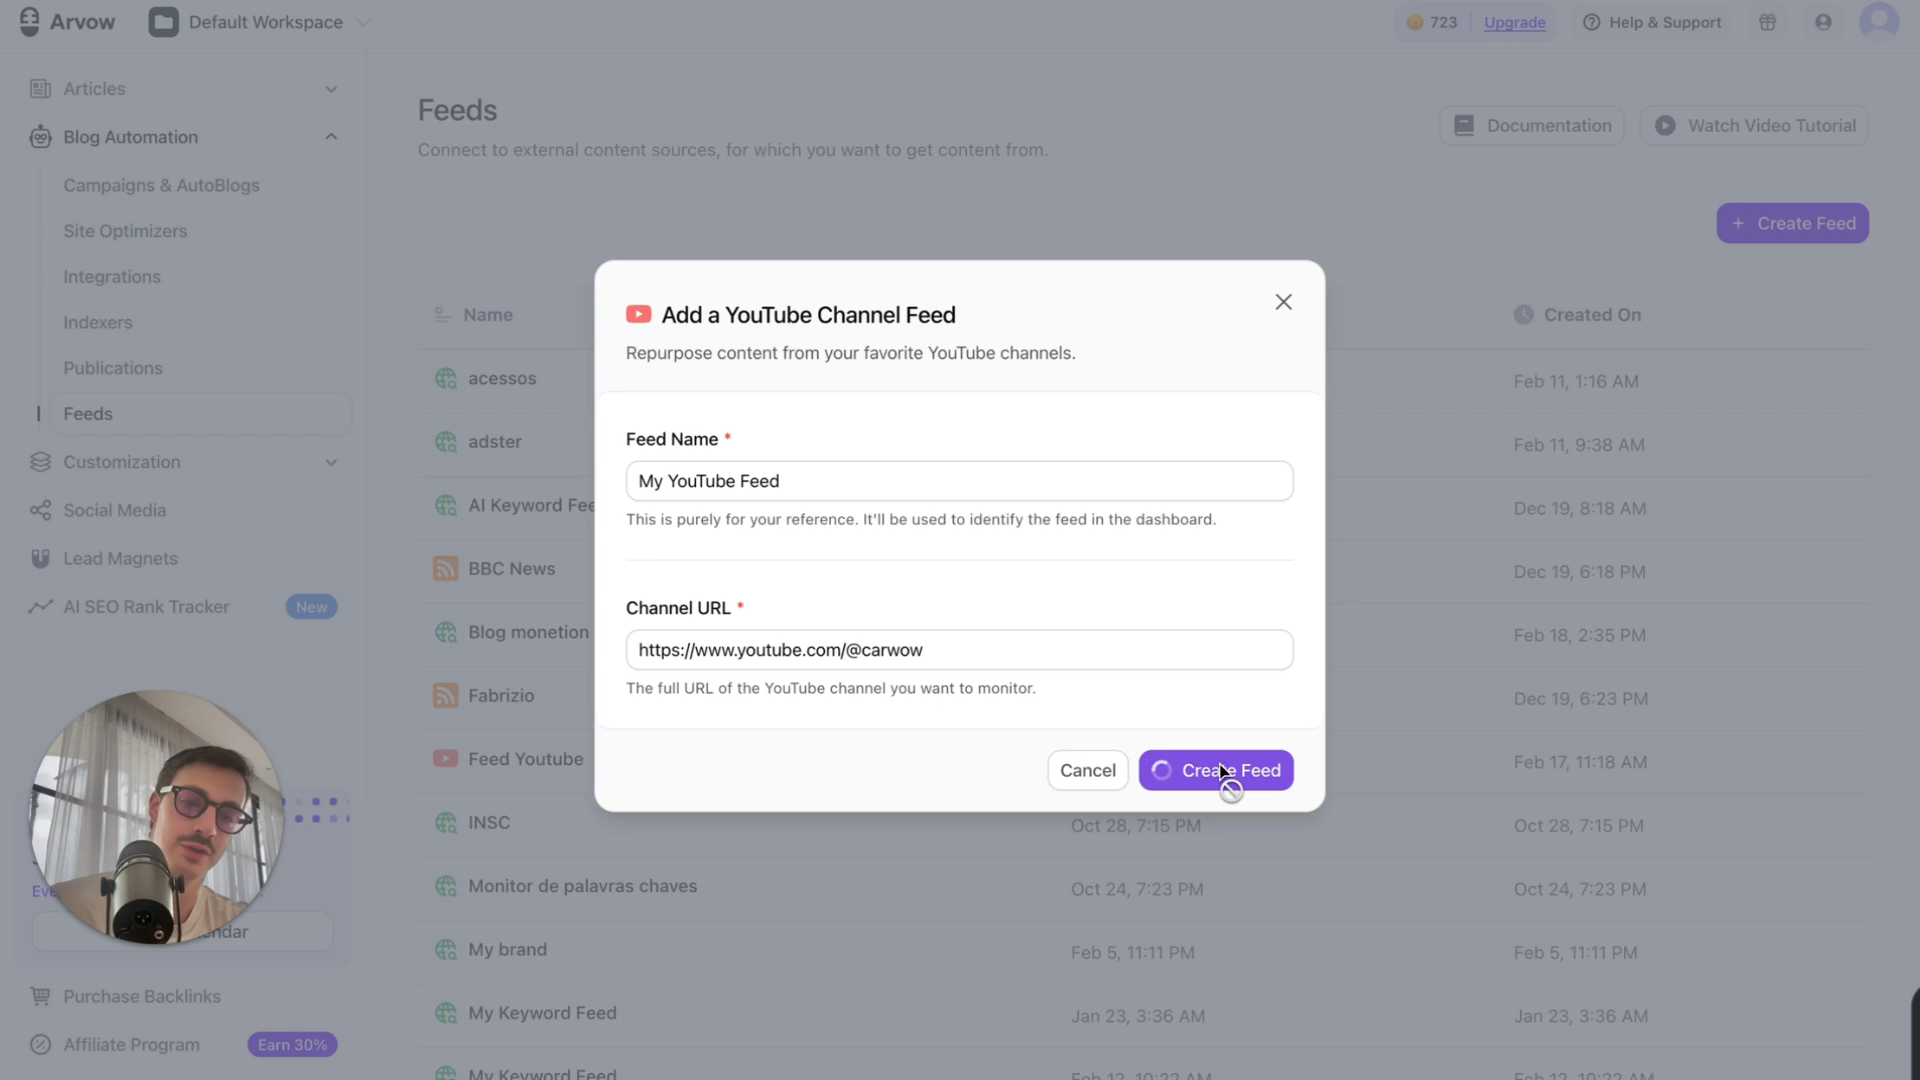 Arvow
Default Workspace
723
Upgrade
Help & Support
Articles
Blog Automation
Campaigns & AutoBlogs
Site Optimizers
Integrations
Indexers
Publications
Feeds
Customization
Social Media
Lead Magnets
AI SEO Rank Tracker
New
Purchase Backlinks
Affiliate Program
Earn 30%
Feeds
Connect to external content sources, for which you want to get content from.
Documentation
Watch Video Tutorial
+ Create Feed
Name
Created On
acessos
Feb 11, 1:16 AM
adster
Feb 11, 9:38 AM
AI Keyword Fee
Dec 19, 8:18 AM
BBC News
Dec 19, 6:18 PM
Blog monetion
Feb 18, 2:35 PM
Fabrizio
Dec 19, 6:23 PM
Feed Youtube
Feb 17, 11:18 AM
INSC
Oct 28, 7:15 PM
Oct 28, 7:15 PM
Monitor de palavras chaves
Oct 24, 7:23 PM
Oct 24, 7:23 PM
My brand
Feb 5, 11:11 PM
Feb 5, 11:11 PM
My Keyword Feed
Jan 23, 3:36 AM
Jan 23, 3:36 AM
My Keyword Feed
Feb 12, 10:22 AM
Feb 12, 10:22 AM
Add a YouTube Channel Feed
Repurpose content from your favorite YouTube channels.
Feed Name *
My YouTube Feed
This is purely for your reference. It'll be used to identify the feed in the dashboard.
Channel URL *
https://www.youtube.com/@carwow
The full URL of the YouTube channel you want to monitor.
Cancel
Create Feed